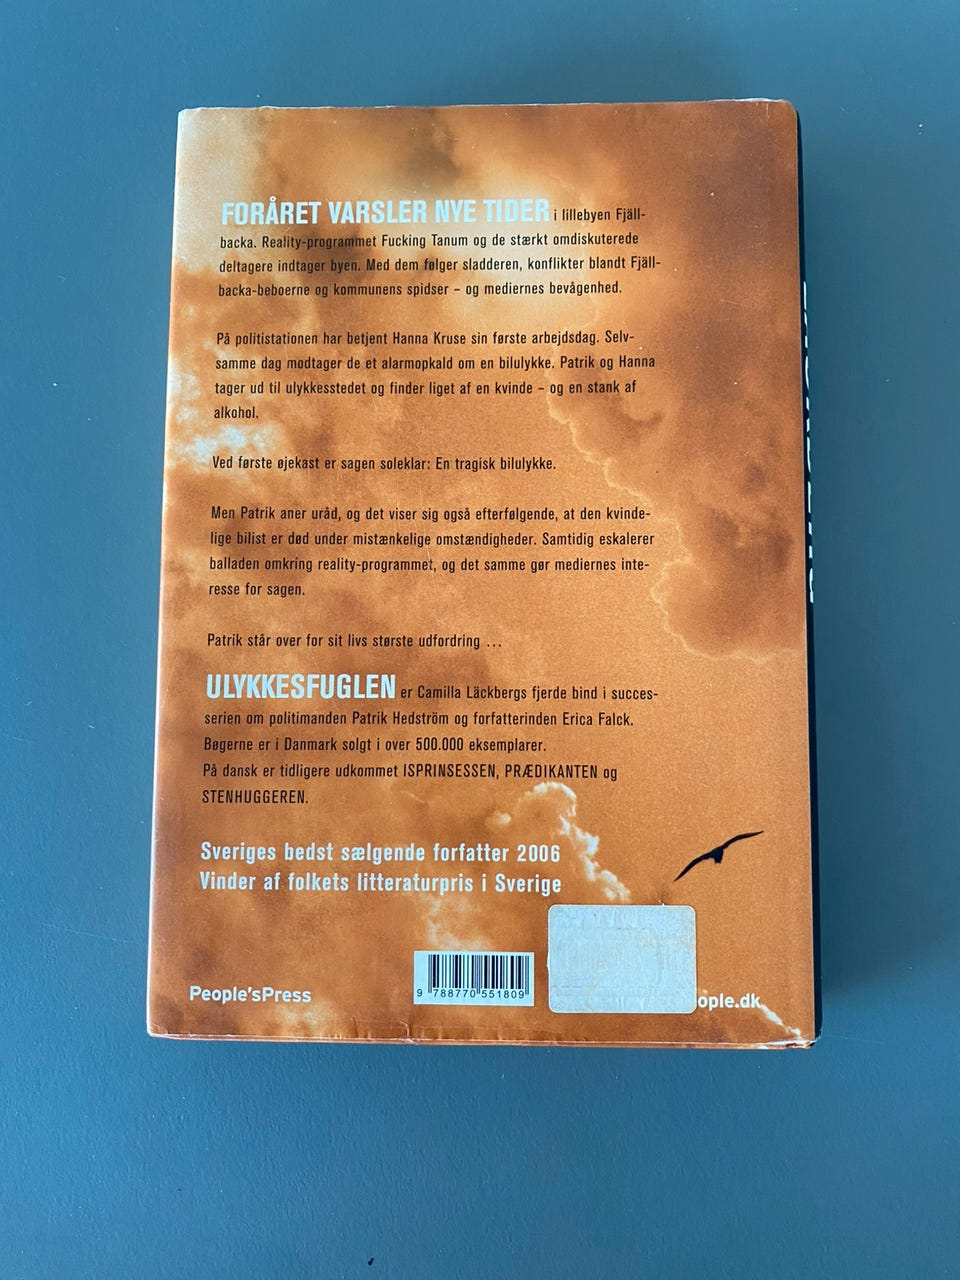 FORÅRET VARSLER NYE TIDER i lillebyen Fjäll-
backa. Reality-programmet Fucking Tanum og de stærkt omdiskuterede
deltagere indtager byen. Med dem følger sladderen, konflikter blandt Fjäll-
backa-beboerne og kommunens spidser – og mediernes bevågenhed.
På politistationen har betjent Hanna Kruse sin første arbejdsdag. Selv-
samme dag modtager de et alarmopkald om en bilulykke. Patrik og Hanna
tager ud til ulykkesstedet og finder liget af en kvinde – og en stank af
alkohol.
Ved første øjekast er sagen soleklar: En tragisk bilulykke.
Men Patrik aner uråd, og det viser sig også efterfølgende, at den kvinde-
lige bilist er død under mistænkelige omstændigheder. Samtidig eskalerer
balladen omkring reality-programmet, og det samme gør mediernes inte-
resse for sagen.
Patrik står over for sit livs største udfordring ...
ULYKKESFUGLEN er Camilla Läckbergs fjerde bind i succes-
serien om politimanden Patrik Hedström og forfatterinden Erica Falck.
Bøgerne er i Danmark solgt i over 500.000 eksemplarer.
På dansk er tidligere udkommet ISPRINSESSEN, PRÆDIKANTEN og
STENHUGGEREN.
Sveriges bedst sælgende forfatter 2006
Vinder af folkets litteraturpris i Sverige
9 788770 551809
People'sPress
ople.dk